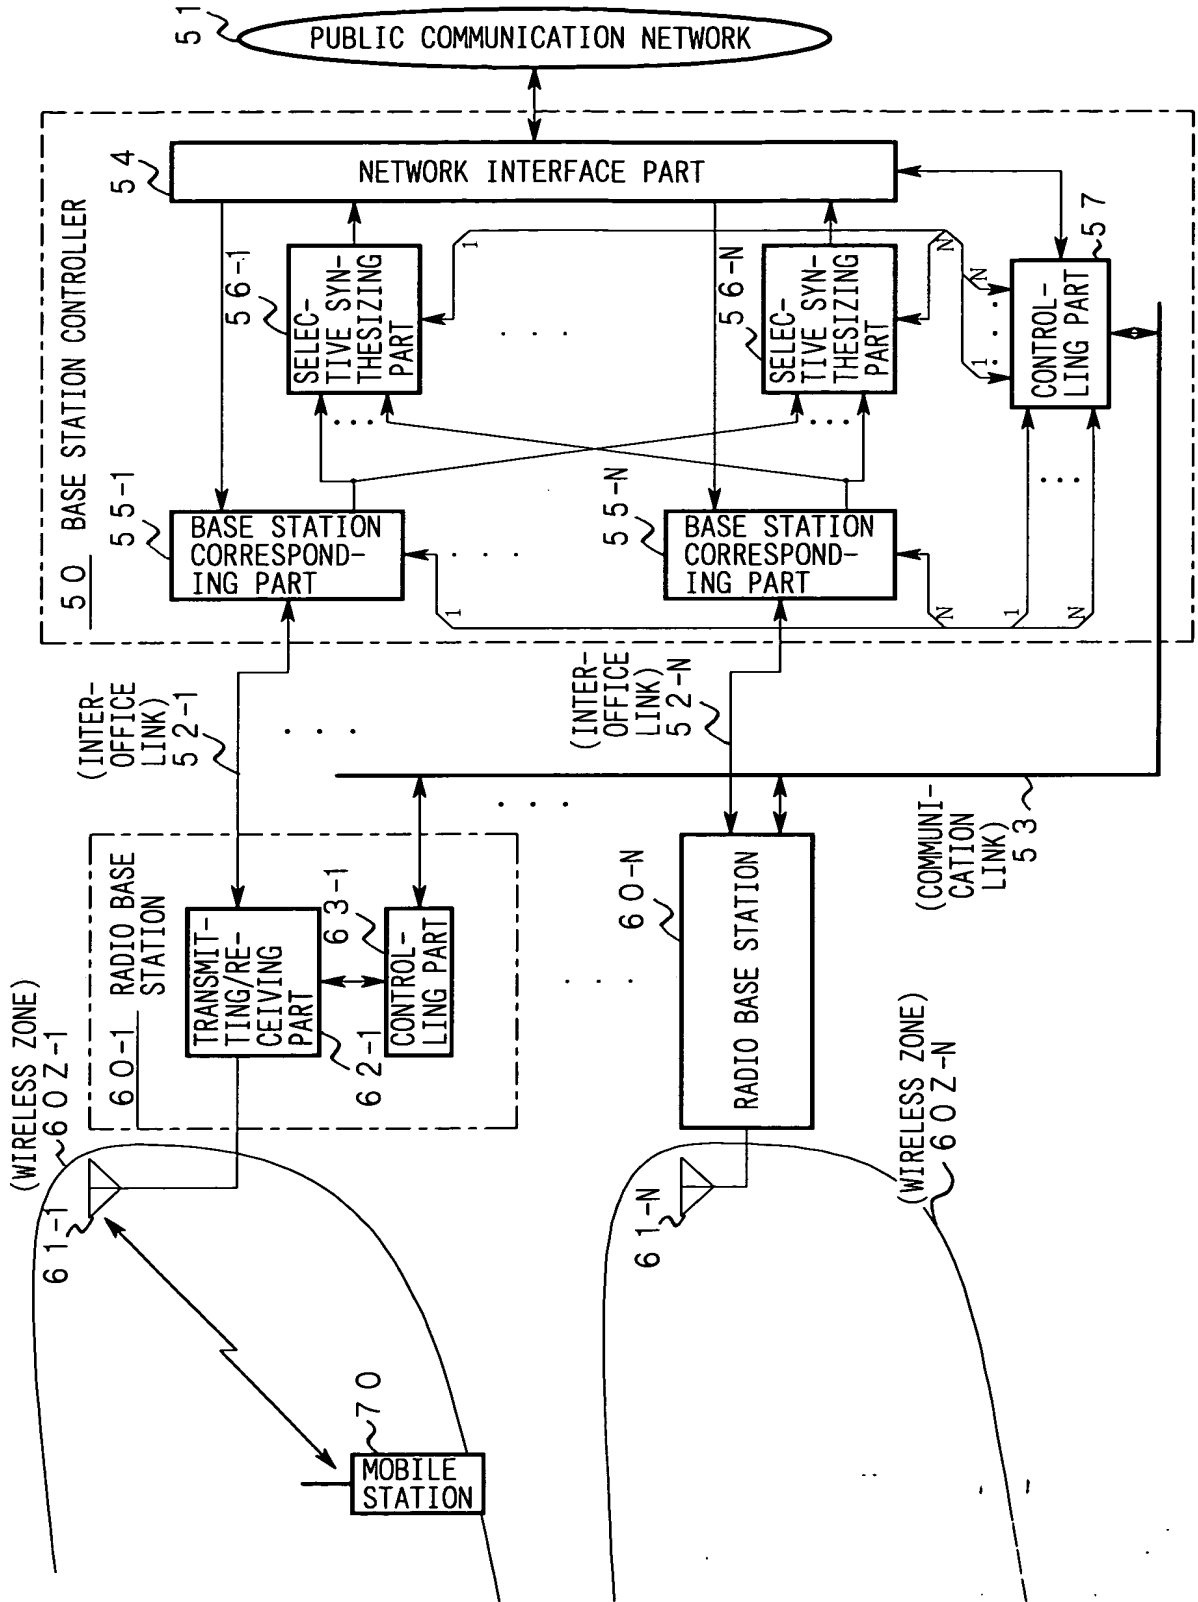 PUBLIC COMMUNICATION NETWORK
51
50 BASE STATION CONTROLLER
54
NETWORK INTERFACE PART
56-1
SELEC-
TIVE SYN-
THESIZING
PART
1
56-N
SELEC-
TIVE SYN-
THESIZING
PART
N
N
1
57
CONTROL-
LING PART
55-1
BASE STATION
CORRESPOND-
ING PART
1
55-N
BASE STATION
CORRESPOND-
ING PART
N
1
N
(INTER-
OFFICE
LINK)
52-1
(INTER-
OFFICE
LINK)
52-N
(COMMUNI-
CATION
LINK)
53
60-1
RADIO BASE
STATION
TRANSMIT-
TING/RE-
CEIVING
PART
62-1
63-1
CONTROL-
LING PART
60-N
RADIO BASE STATION
(WIRELESS ZONE)
60Z-1
61-1
(WIRELESS ZONE)
60Z-N
61-N
70
MOBILE
STATION